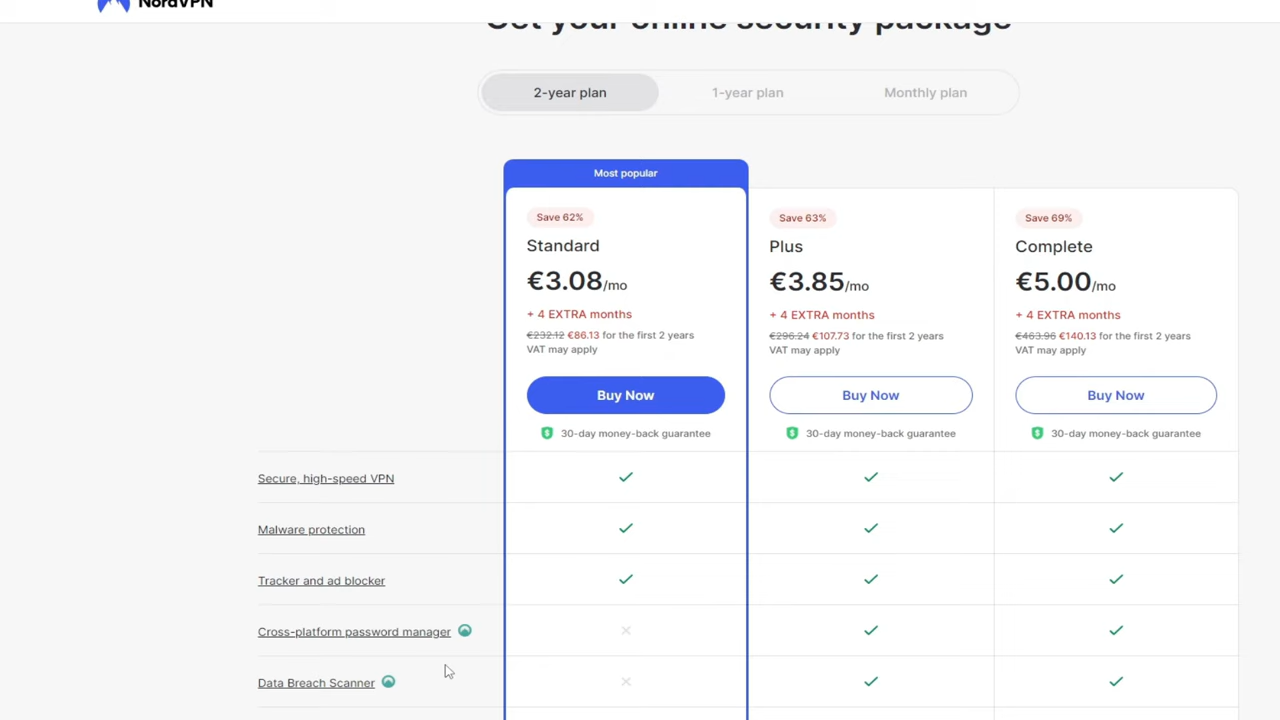 NordVPN
Get your online security package
2-year plan
1-year plan
Monthly plan
Most popular
Save 62%
Standard
€3.08/mo
+ 4 EXTRA months
€232.12 €86.13 for the first 2 years
VAT may apply
Buy Now
30-day money-back guarantee
Save 63%
Plus
€3.85/mo
+ 4 EXTRA months
€296.24 €107.73 for the first 2 years
VAT may apply
Buy Now
30-day money-back guarantee
Save 69%
Complete
€5.00/mo
+ 4 EXTRA months
€463.96 €140.13 for the first 2 years
VAT may apply
Buy Now
30-day money-back guarantee
Secure, high-speed VPN
Malware protection
Tracker and ad blocker
Cross-platform password manager
Data Breach Scanner